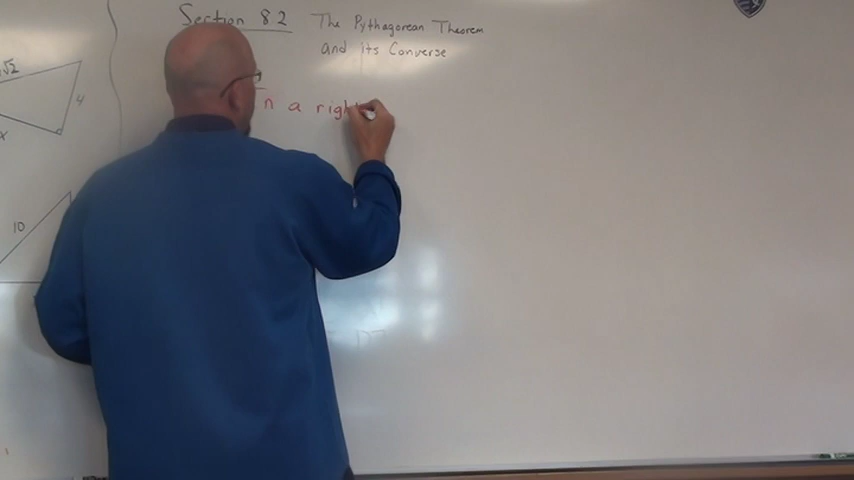 Section 8.2 The Pythagorean Theorem
and its Converse
In a right
√2
4
x
10